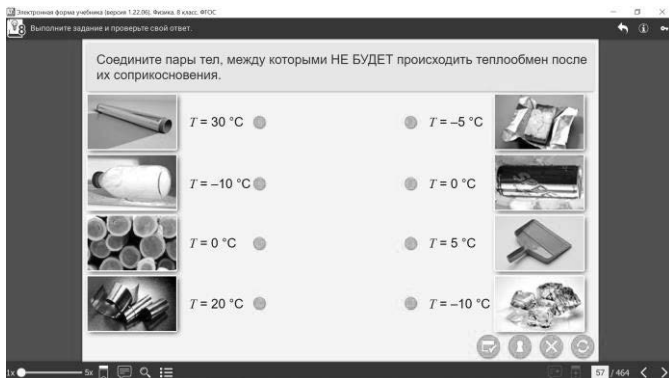 Электронная форма учебника (версия 1.22.06). Физика. 8 класс. ФГОС
8 Выполните задание и проверьте свой ответ.
Соедините пары тел, между которыми НЕ БУДЕТ происходить теплообмен после
их соприкосновения.
T = 30 °C
T = –5 °C
T = –10 °C
T = 0 °C
T = 0 °C
T = 5 °C
T = 20 °C
T = –10 °C
1x 5x 57 / 464